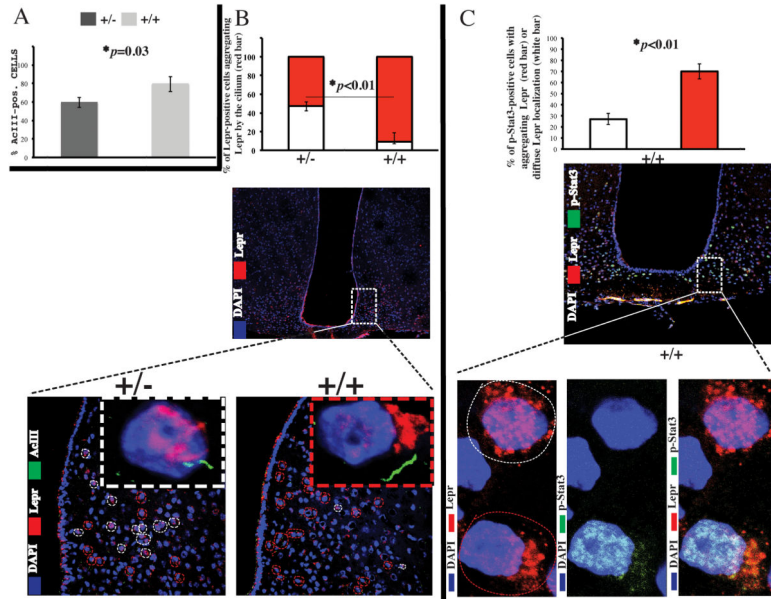 A
+/-
+/+
*p=0.03
% AcIII-pos. CELLS
100
80
60
40
20
0
B
% of Lepr-positive cells aggregating
Lepr by the cilium (red bar)
120
100
80
60
40
20
0
*p<0.01
+/-
+/+
DAPI Lepr
+/-
+/+
DAPI Lepr AcIII
C
% of p-Stat3-positive cells with
aggregating Lepr (red bar) or
diffuse Lepr localization (white bar)
90
80
70
60
50
40
30
20
10
0
*p<0.01
+/+
DAPI Lepr p-Stat3
+/+
DAPI Lepr
DAPI p-Stat3
DAPI Lepr p-Stat3